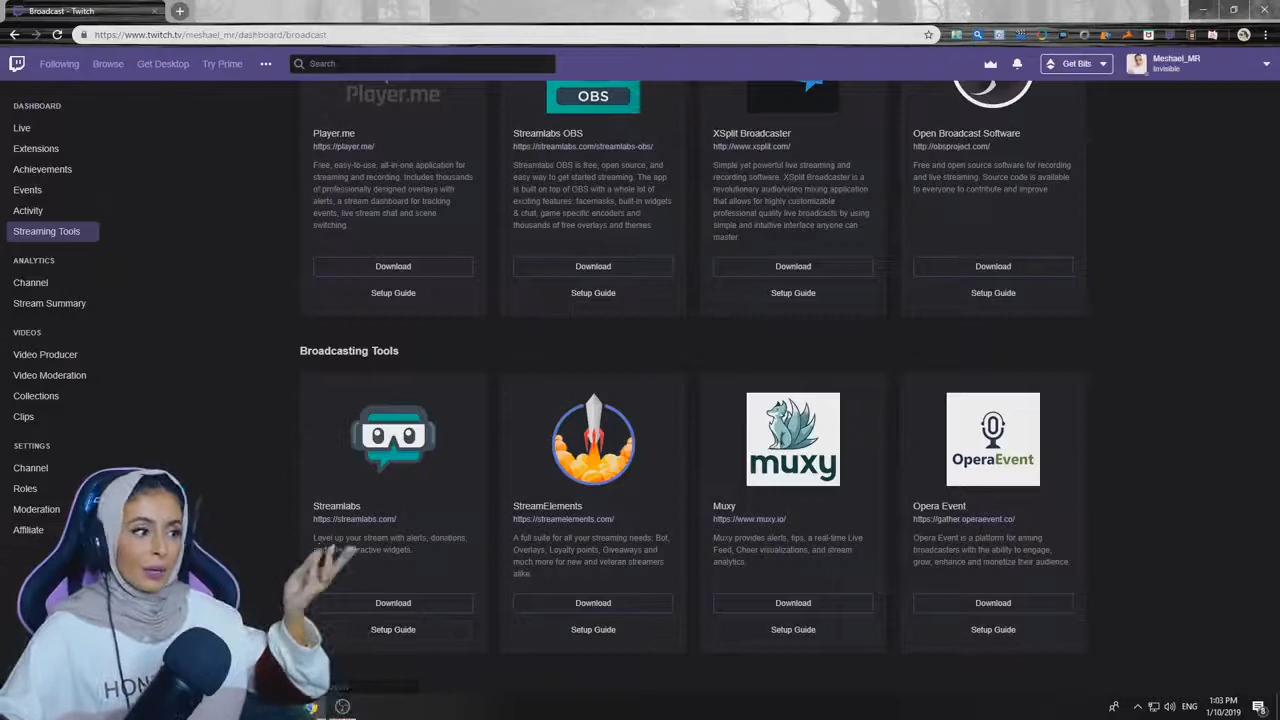 Broadcast - Twitch
https://www.twitch.tv/meshael_mr/dashboard/broadcast
Following
Browse
Get Desktop
Try Prime
Search
Get Bits
Meshael_MR
Invisible
DASHBOARD
Live
Extensions
Achievements
Events
Activity
Streaming Tools
ANALYTICS
Channel
Stream Summary
VIDEOS
Video Producer
Video Moderation
Collections
Clips
SETTINGS
Channel
Roles
Moderation
Affiliate
Player.me
Player.me
https://player.me/
Free, easy-to-use, all-in-one application for
streaming and recording. Includes thousands
of professionally designed overlays with
alerts, a stream dashboard for tracking
events, live stream chat and scene
switching.
Download
Setup Guide
OBS
Streamlabs OBS
https://streamlabs.com/streamlabs-obs/
Streamlabs OBS is free, open source, and
easy way to get started streaming. The app
is built on top of OBS with a whole lot of
exciting features: facemasks, built-in widgets
& chat, game specific encoders and
thousands of free overlays and themes
Download
Setup Guide
XSplit Broadcaster
http://www.xsplit.com/
Simple yet powerful live streaming and
recording software. XSplit Broadcaster is a
revolutionary audio/video mixing application
that allows for highly customizable
professional quality live broadcasts by using
simple and intuitive interface anyone can
master.
Download
Setup Guide
Open Broadcast Software
http://obsproject.com/
Free and open source software for recording
and live streaming. Source code is available
to everyone to contribute and improve
Download
Setup Guide
Broadcasting Tools
Streamlabs
https://streamlabs.com/
Level up your stream with alerts, donations,
active widgets.
Download
Setup Guide
StreamElements
https://streamelements.com/
A full suite for all your streaming needs: Bot,
Overlays, Loyalty points, Giveaways and
much more for new and veteran streamers
alike.
Download
Setup Guide
muxy
Muxy
https://www.muxy.io/
Muxy provides alerts, tips, a real-time Live
Feed, Cheer visualizations, and stream
analytics.
Download
Setup Guide
OperaEvent
Opera Event
https://gather.operaevent.co/
Opera Event is a platform for arming
broadcasters with the ability to engage,
grow, enhance and monetize their audience.
Download
Setup Guide
HON
ENG
1:03 PM
1/10/2019